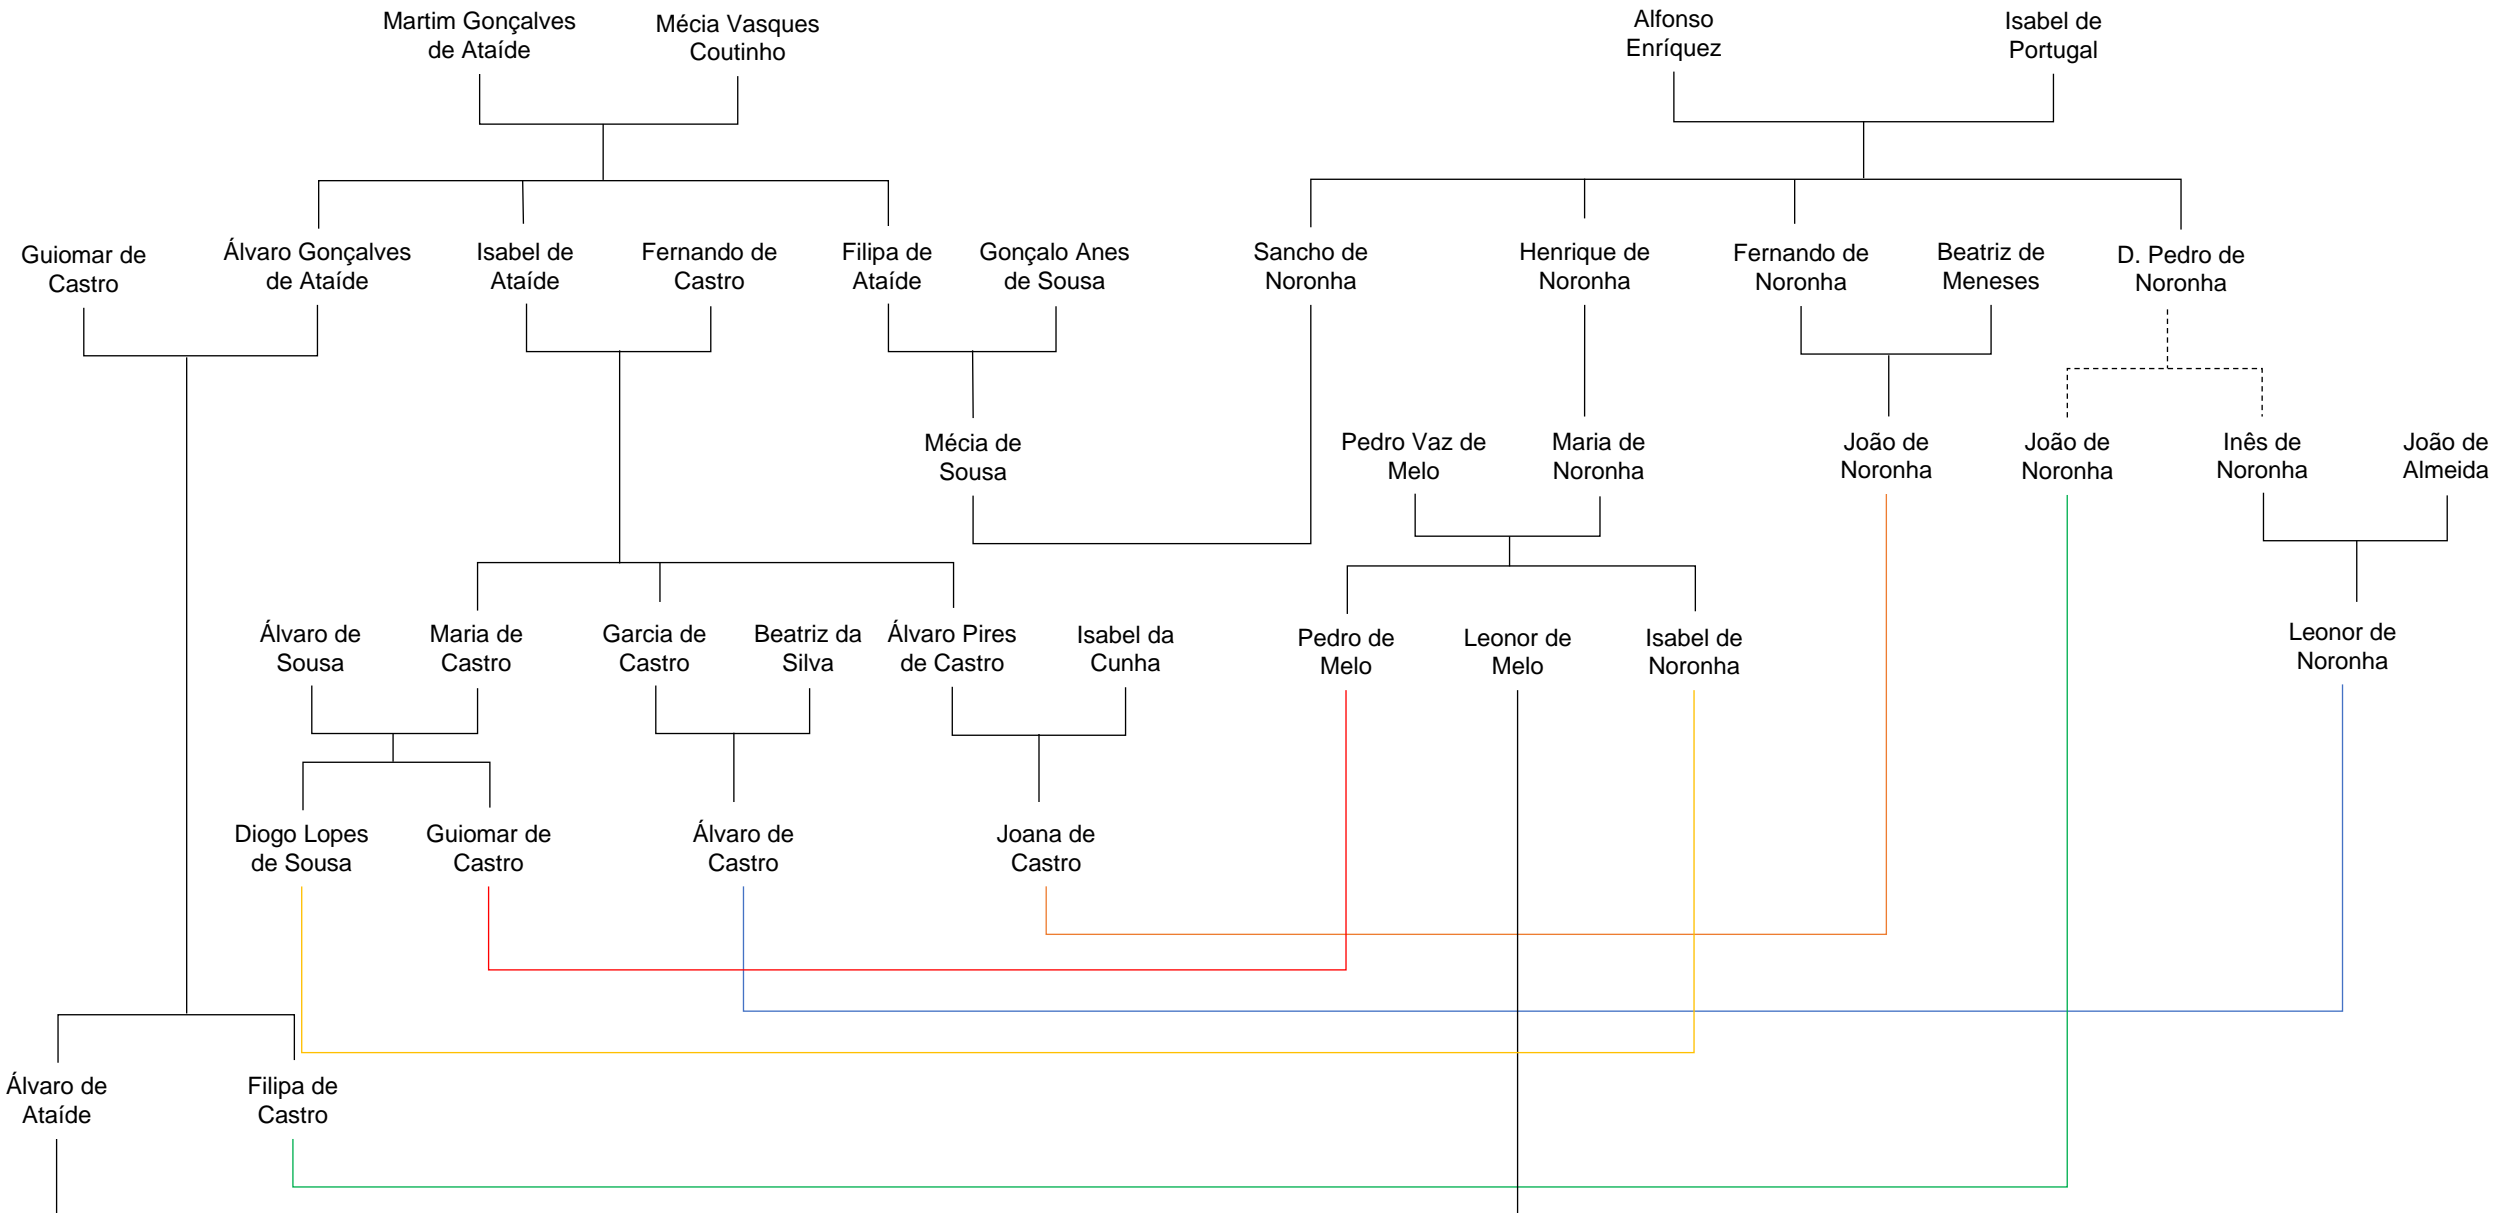 Martim Gonçalves
de Ataíde
Mécia Vasques
Coutinho
Alfonso
Enríquez
Isabel de
Portugal
Guiomar de
Castro
Álvaro Gonçalves
de Ataíde
Isabel de
Ataíde
Fernando de
Castro
Filipa de
Ataíde
Gonçalo Anes
de Sousa
Sancho de
Noronha
Henrique de
Noronha
Fernando de
Noronha
Beatriz de
Meneses
D. Pedro de
Noronha
Mécia de
Sousa
Pedro Vaz de
Melo
Maria de
Noronha
João de
Noronha
João de
Noronha
Inês de
Noronha
João de
Almeida
Álvaro de
Sousa
Maria de
Castro
Garcia de
Castro
Beatriz da
Silva
Álvaro Pires
de Castro
Isabel da
Cunha
Pedro de
Melo
Leonor de
Melo
Isabel de
Noronha
Leonor de
Noronha
Diogo Lopes
de Sousa
Guiomar de
Castro
Álvaro de
Castro
Joana de
Castro
Álvaro de
Ataíde
Filipa de
Castro